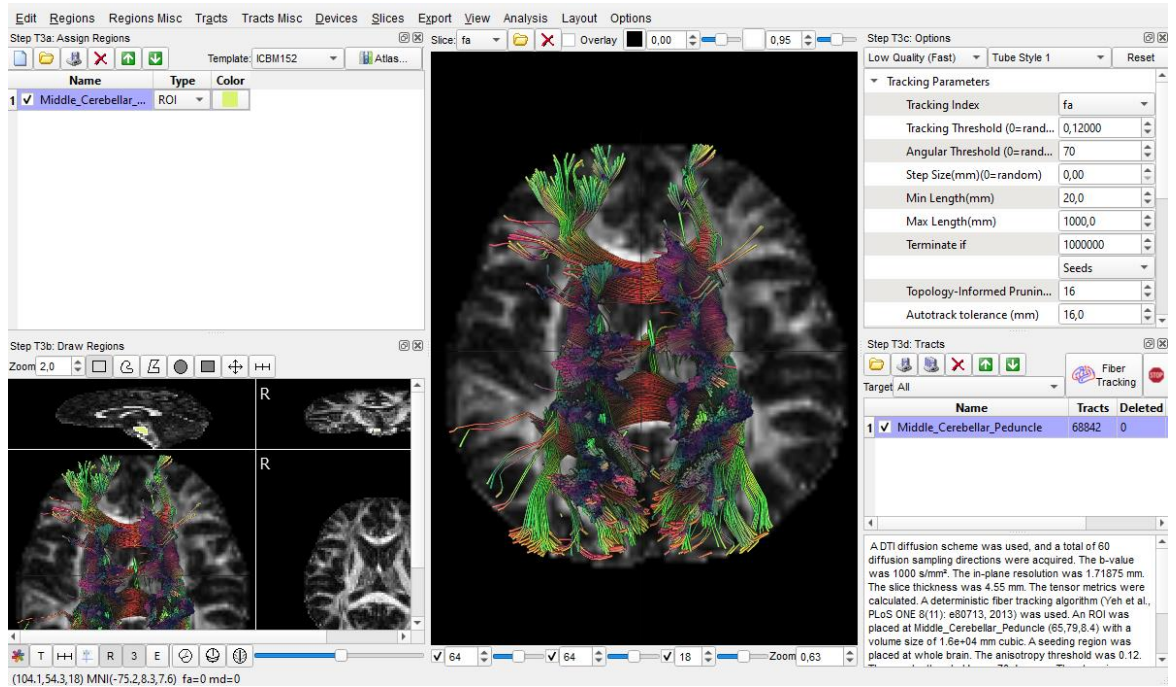 Edit Regions Regions Misc Tracts Tracts Misc Devices Slices Export View Analysis Layout Options
Step T3a: Assign Regions
Template: ICBM152 Atlas...
Name Type Color
1 Middle_Cerebellar_... ROI
Slice: fa Overlay 0,00 0,95
Step T3c: Options
Low Quality (Fast) Tube Style 1 Reset
Tracking Parameters
Tracking Index fa
Tracking Threshold (0=rand... 0,12000
Angular Threshold (0=rand... 70
Step Size(mm)(0=random) 0,00
Min Length(mm) 20,0
Max Length(mm) 1000,0
Terminate if 1000000
Seeds
Topology-Informed Prunin... 16
Autotrack tolerance (mm) 16,0
Step T3b: Draw Regions
Zoom 2,0
R
R
Step T3d: Tracts
Fiber Tracking STOP
Target All
Name Tracts Deleted
1 Middle_Cerebellar_Peduncle 68842 0
A DTI diffusion scheme was used, and a total of 60
diffusion sampling directions were acquired. The b-value
was 1000 s/mm². The in-plane resolution was 1.71875 mm.
The slice thickness was 4.55 mm. The tensor metrics were
calculated. A deterministic fiber tracking algorithm (Yeh et al.,
PLoS ONE 8(11): e80713, 2013) was used. An ROI was
placed at Middle_Cerebellar_Peduncle (65,79,8.4) with a
volume size of 1.6e+04 mm cubic. A seeding region was
placed at whole brain. The anisotropy threshold was 0.12.
T R 3 E
64 64 18 Zoom 0,63
(104.1,54.3,18) MNI(-75.2,8.3,7.6) fa=0 md=0